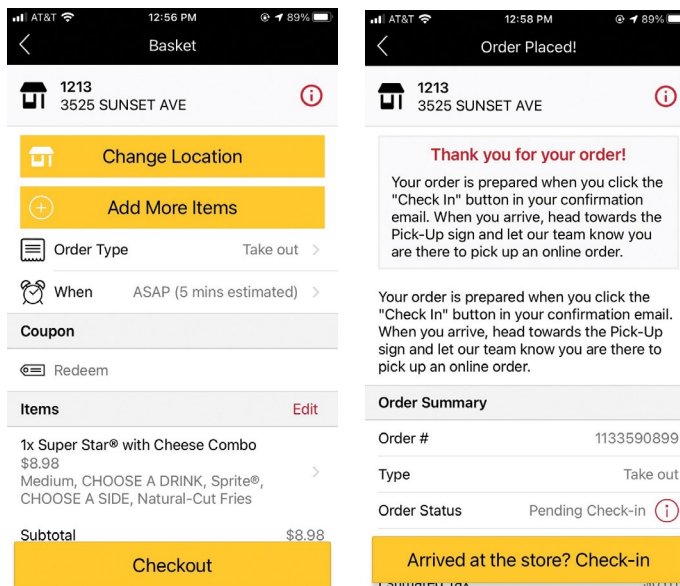 AT&T 12:56 PM 89%
Basket
1213
3525 SUNSET AVE
Change Location
Add More Items
Order Type Take out
When ASAP (5 mins estimated)
Coupon
Redeem
Items Edit
1x Super Star® with Cheese Combo
$8.98
Medium, CHOOSE A DRINK, Sprite®,
CHOOSE A SIDE, Natural-Cut Fries
Subtotal $8.98
Checkout
AT&T 12:58 PM 89%
Order Placed!
1213
3525 SUNSET AVE
Thank you for your order!
Your order is prepared when you click the
"Check In" button in your confirmation
email. When you arrive, head towards the
Pick-Up sign and let our team know you
are there to pick up an online order.
Your order is prepared when you click the
"Check In" button in your confirmation email.
When you arrive, head towards the Pick-Up
sign and let our team know you are there to
pick up an online order.
Order Summary
Order # 1133590899
Type Take out
Order Status Pending Check-in
Arrived at the store? Check-in
Estimated Tax